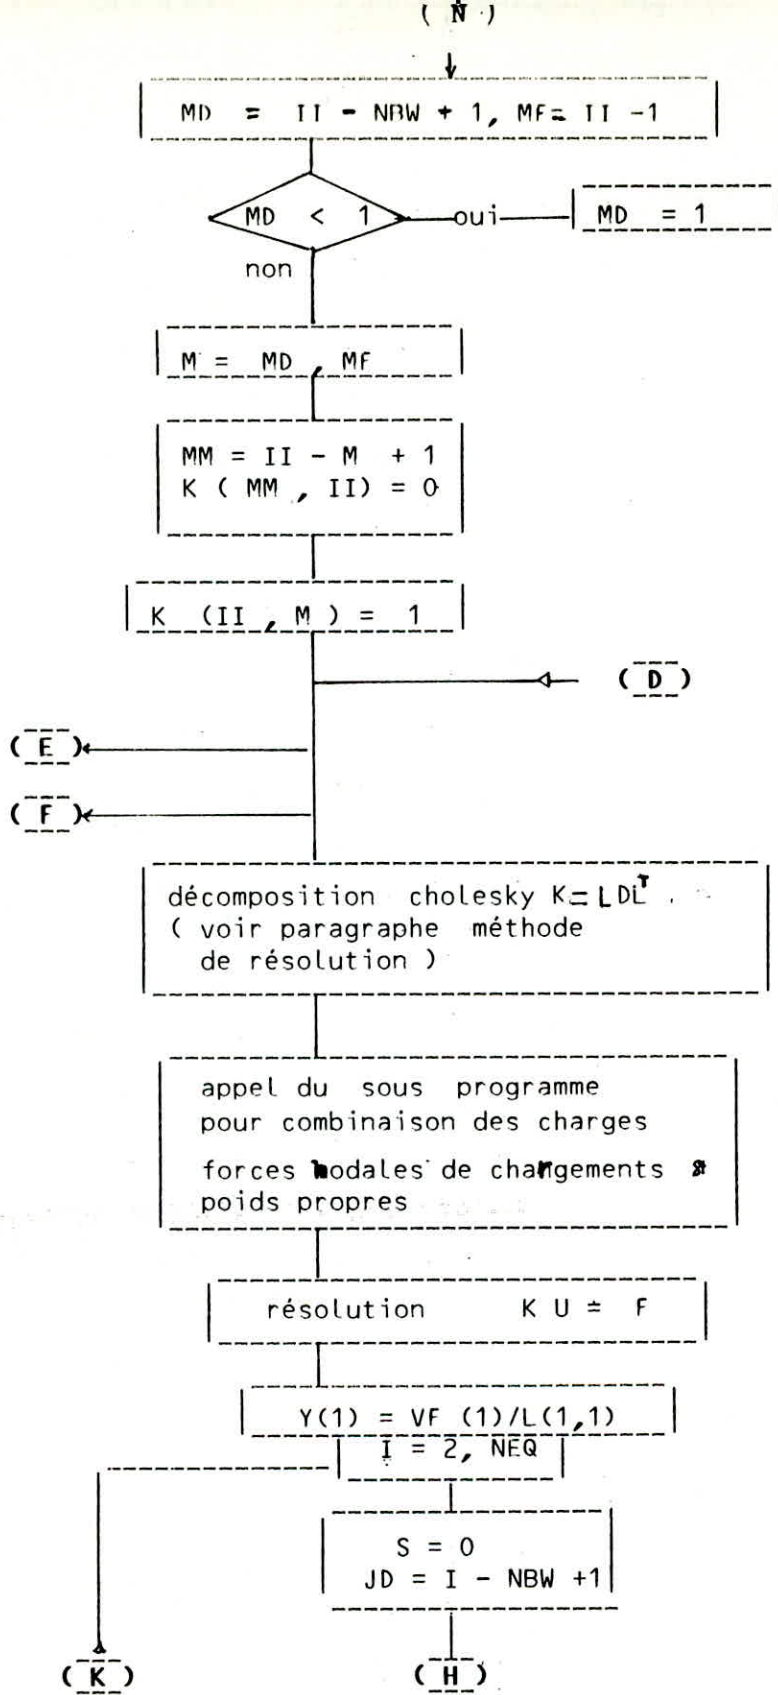 ( N )
MD = II - NBW + 1, MF= II -1
MD < 1
oui
MD = 1
non
M = MD , MF
MM = II - M + 1
K ( MM , II) = 0
K (II , M ) = 1
( D )
( E )
( F )
décomposition cholesky K= LDL^T .
( voir paragraphe méthode
de résolution )
appel du sous programme
pour combinaison des charges
forces nodales de chargements
poids propres
résolution K U = F
Y(1) = VF (1)/L(1,1)
I = 2, NEQ
S = 0
JD = I - NBW +1
( K )
( H )